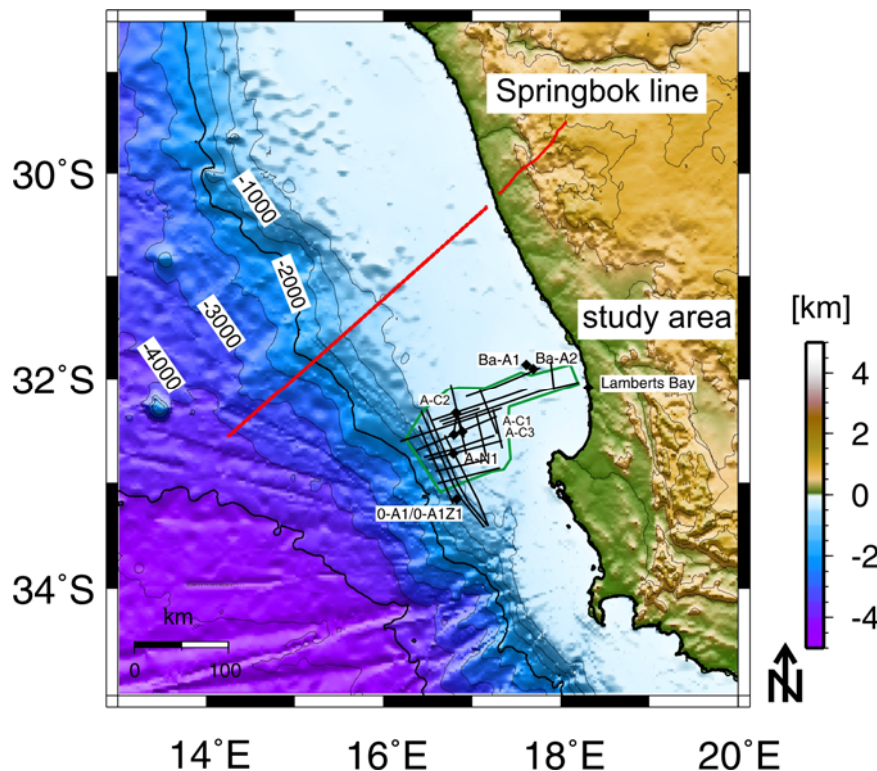 Springbok line
30°S
-1000
-2000
-3000
[km]
study area
-4000
Ba-A1 Ba-A2
4
32°S
Lamberts Bay
A-C2
2
A-C1
A-C3
A-N1
0
0-A1/0-A1Z1
-2
34°S
km
-4
0 100
N
14°E 16°E 18°E 20°E